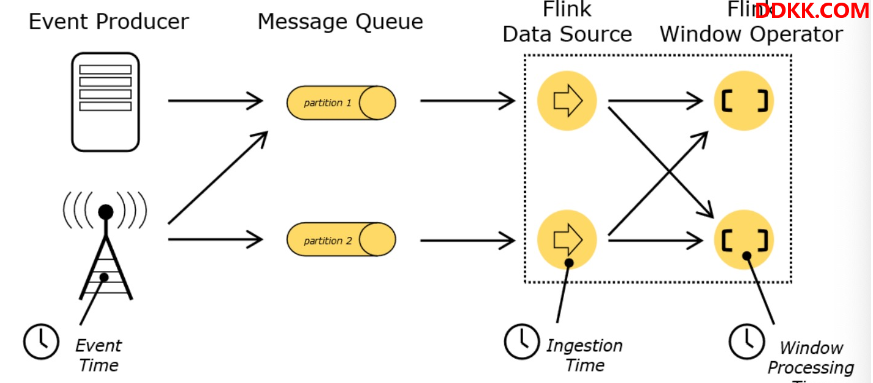 Event Producer
Message Queue
Flink
Data Source
Flink
Window Operator
DDKK.COM
partition 1
partition 2
Event
Time
Ingestion
Time
Window
Processing